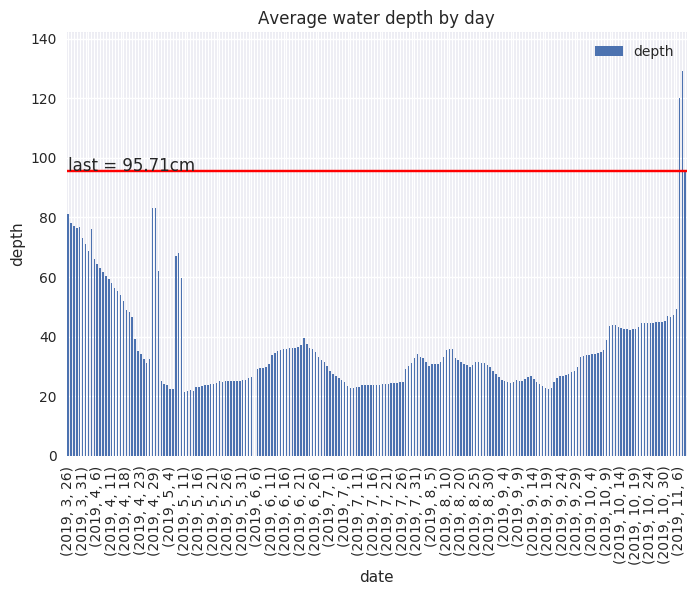 Average water depth by day
depth
140
120
100
80
60
40
20
0
last = 95.71cm
depth
(2019, 3, 26)
(2019, 3, 31)
(2019, 4, 6)
(2019, 4, 11)
(2019, 4, 18)
(2019, 4, 23)
(2019, 4, 29)
(2019, 5, 4)
(2019, 5, 11)
(2019, 5, 16)
(2019, 5, 21)
(2019, 5, 26)
(2019, 5, 31)
(2019, 6, 6)
(2019, 6, 11)
(2019, 6, 16)
(2019, 6, 21)
(2019, 6, 26)
(2019, 7, 1)
(2019, 7, 6)
(2019, 7, 11)
(2019, 7, 16)
(2019, 7, 21)
(2019, 7, 26)
(2019, 7, 31)
(2019, 8, 5)
(2019, 8, 10)
(2019, 8, 20)
(2019, 8, 25)
(2019, 8, 30)
(2019, 9, 4)
(2019, 9, 9)
(2019, 9, 14)
(2019, 9, 19)
(2019, 9, 24)
(2019, 9, 29)
(2019, 10, 4)
(2019, 10, 9)
(2019, 10, 14)
(2019, 10, 19)
(2019, 10, 24)
(2019, 10, 30)
(2019, 11, 6)
date